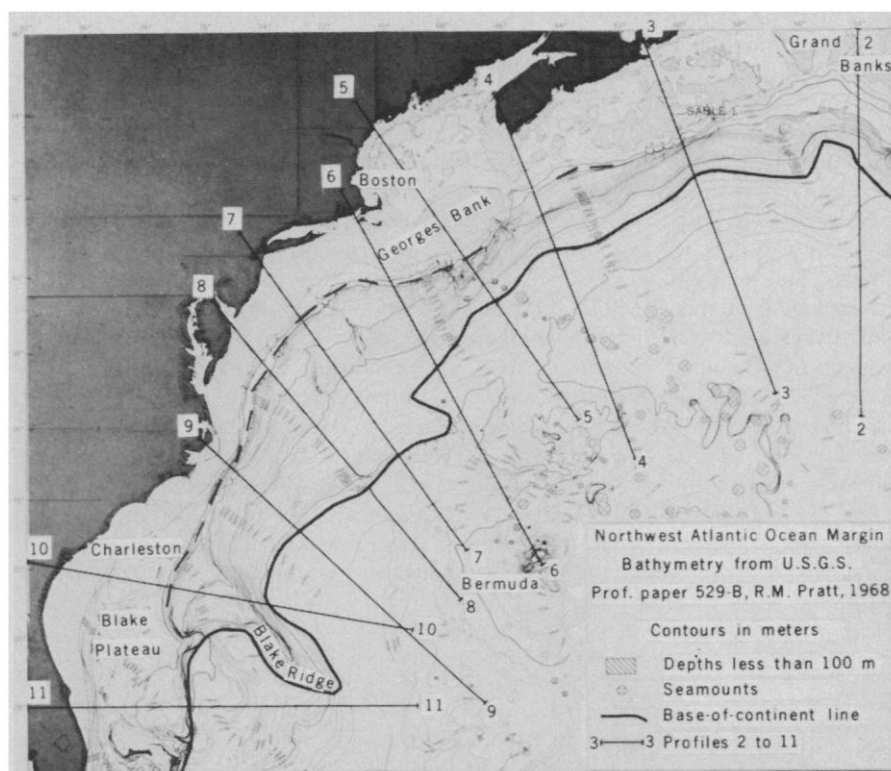 3
Grand
2
Banks
4
5
SABLE I.
6
Boston
7
Georges Bank
8
3
9
5
2
4
Northwest Atlantic Ocean Margin
10
Charleston
7
6
Bathymetry from U.S.G.S.
Bermuda
Prof. paper 529-B, R.M. Pratt, 1968
8
Blake
Plateau
10
Contours in meters
Blake Ridge
Depths less than 100 m
Seamounts
11
11
9
Base-of-continent line
3 3 Profiles 2 to 11